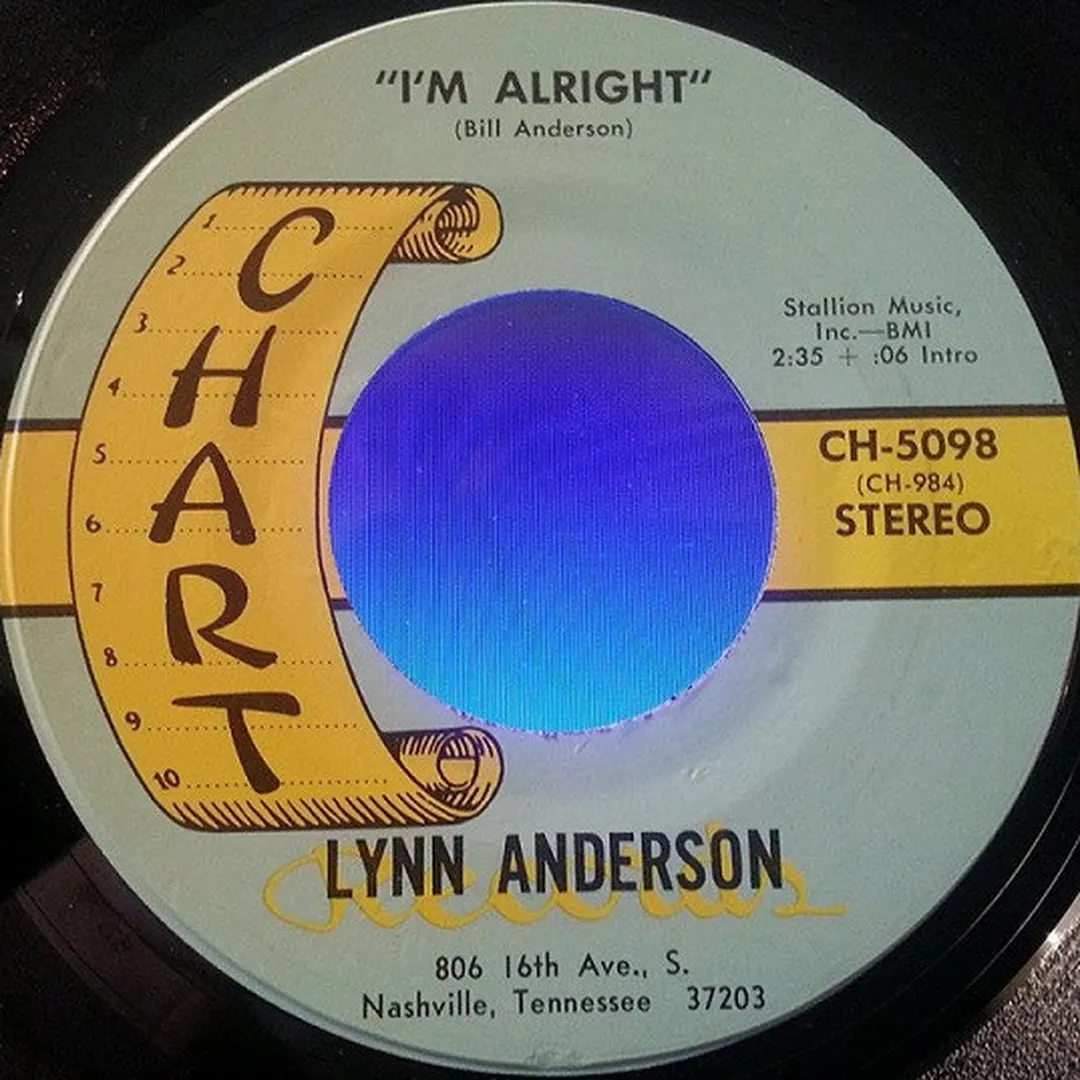 "I'M ALRIGHT"
(Bill Anderson)
1
2
3
4
5
6
7
8
9
10
CHART
Stallion Music,
Inc.—BMI
2:35 + :06 Intro
CH-5098
(CH-984)
STEREO
LYNN ANDERSON
Records
806 16th Ave., S.
Nashville, Tennessee 37203